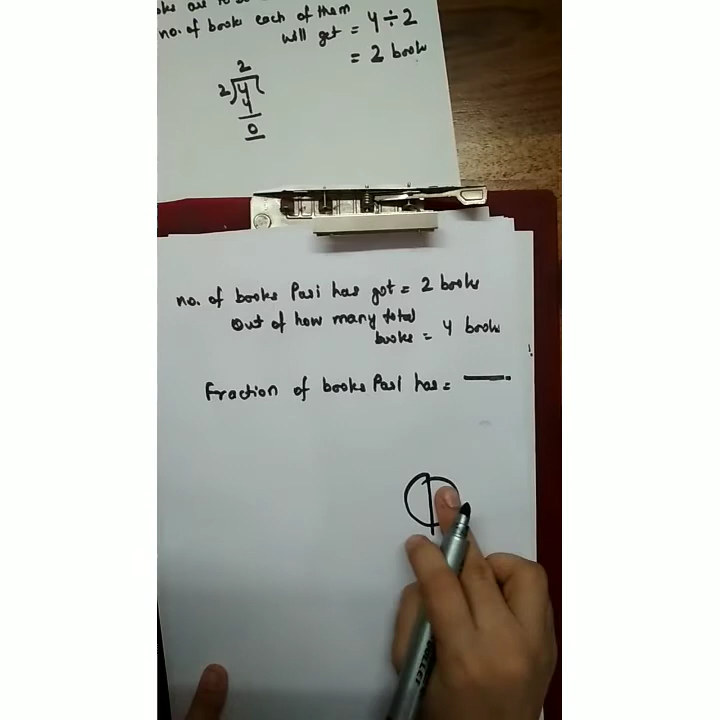 no. of books each of them
will get = 4 ÷ 2
= 2 books
2
2 4
4
0
no. of books Pari has got = 2 books
Out of how many total
books = 4 books
Fraction of books Pari has = .